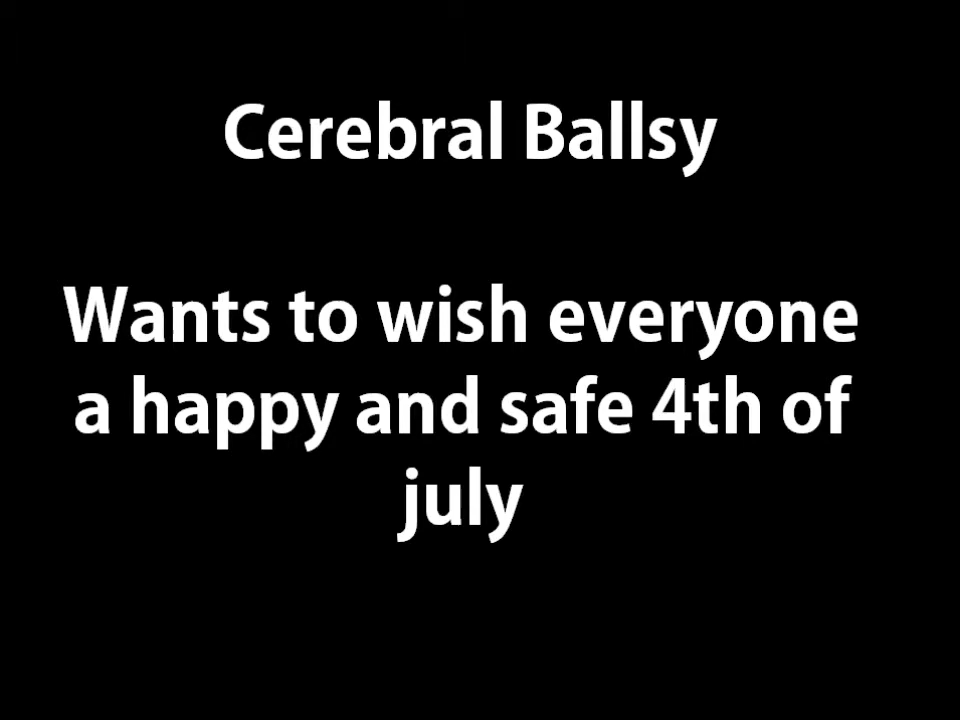 Cerebral Ballsy
Wants to wish everyone
a happy and safe 4th of
july